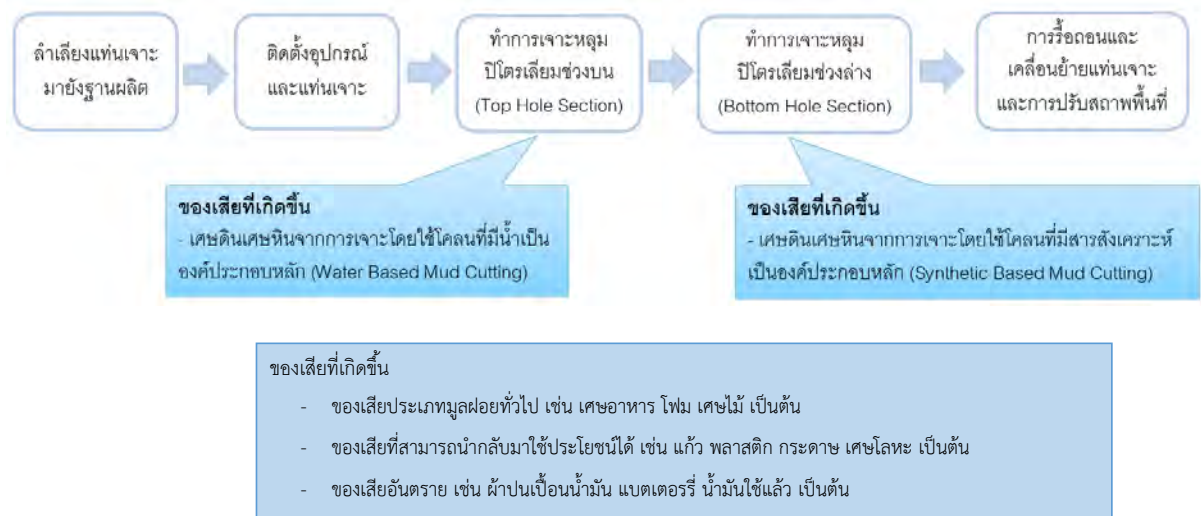 ลำเลียงแท่นเจาะ
มายังฐานผลิต
ติดตั้งอุปกรณ์
และแท่นเจาะ
ทำการเจาะหลุม
ปิโตรเลียมช่วงบน
(Top Hole Section)
ทำการเจาะหลุม
ปิโตรเลียมช่วงล่าง
(Bottom Hole Section)
การรื้อถอนและ
เคลื่อนย้ายแท่นเจาะ
และการปรับสภาพพื้นที่
ของเสียที่เกิดขึ้น
- เศษดินเศษหินจากการเจาะโดยใช้โคลนที่มีน้ำเป็น
องค์ประกอบหลัก (Water Based Mud Cutting)
ของเสียที่เกิดขึ้น
- เศษดินเศษหินจากการเจาะโดยใช้โคลนที่มีสารสังเคราะห์
เป็นองค์ประกอบหลัก (Synthetic Based Mud Cutting)
ของเสียที่เกิดขึ้น
- ของเสียประเภทมูลฝอยทั่วไป เช่น เศษอาหาร โฟม เศษไม้ เป็นต้น
- ของเสียที่สามารถนำกลับมาใช้ประโยชน์ได้ เช่น แก้ว พลาสติก กระดาษ เศษโลหะ เป็นต้น
- ของเสียอันตราย เช่น ผ้าปนเปื้อนน้ำมัน แบตเตอรรี่ น้ำมันใช้แล้ว เป็นต้น